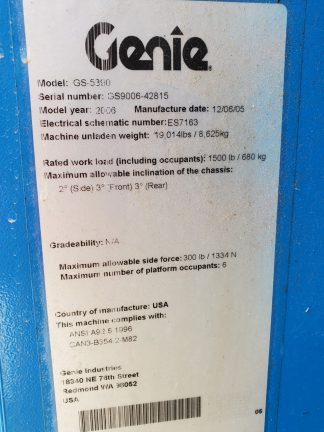 Genie
Model: GS-5390
Serial number: GS9006-42815
Model year: 2006 Manufacture date: 12/06/05
Electrical schematic number:ES7163
Machine unladen weight: 19,014lbs / 8,625kg
Rated work load (including occupants): 1500 lb / 680 kg
Maximum allowable inclination of the chassis:
2° (Side) 3° (Front) 3° (Rear)
Gradeability: N/A
Maximum allowable side force: 300 lb / 1334 N
Maximum number of platform occupants: 6
Country of manufacture: USA
This machine complies with:
ANSI A92.6 1996
CAN3-B354.2-M82
Genie Industries
18340 NE 76th Street
Redmond WA 98052
USA
06